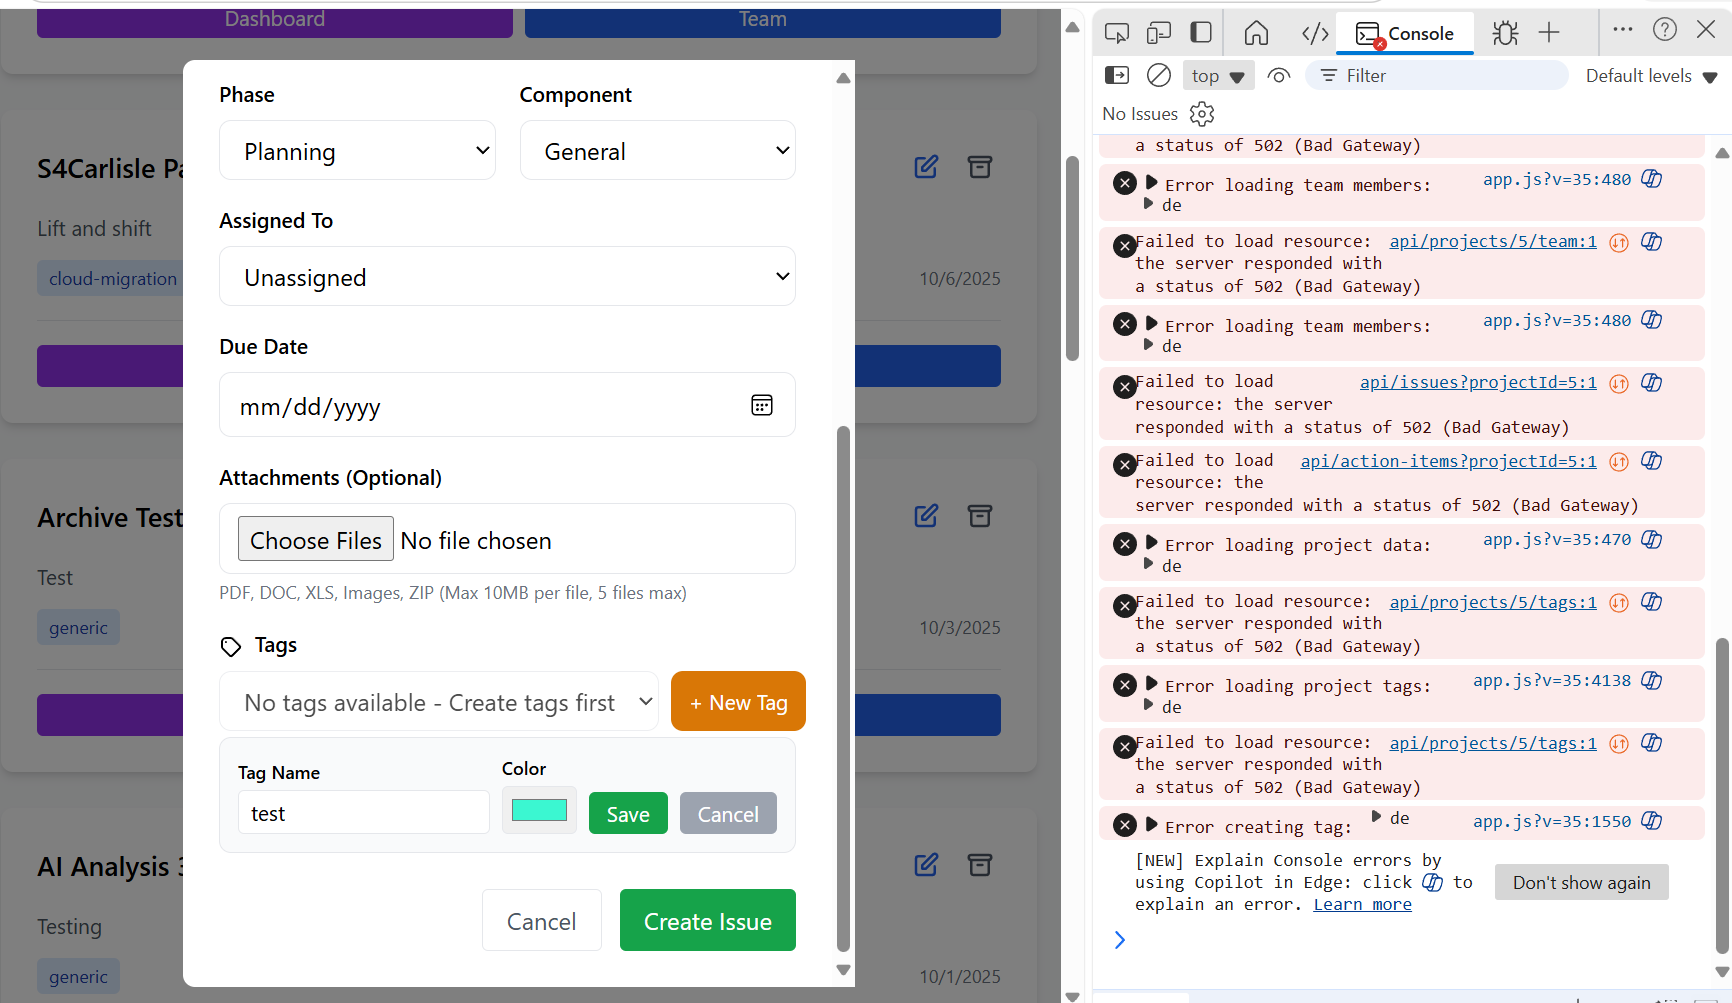 Dashboard
Team
S4Carlisle Pa
Lift and shift
cloud-migration
10/6/2025
Archive Test
Test
generic
10/3/2025
AI Analysis
Testing
generic
10/1/2025
Phase
Component
Planning
General
Assigned To
Unassigned
Due Date
mm/dd/yyyy
Attachments (Optional)
Choose Files No file chosen
PDF, DOC, XLS, Images, ZIP (Max 10MB per file, 5 files max)
Tags
No tags available - Create tags first
+ New Tag
Tag Name
Color
test
Save
Cancel
Cancel
Create Issue
Console
top
Filter
Default levels
No Issues
a status of 502 (Bad Gateway)
Error loading team members: app.js?v=35:480
de
Failed to load resource: api/projects/5/team:1
the server responded with
a status of 502 (Bad Gateway)
Error loading team members: app.js?v=35:480
de
Failed to load api/issues?projectId=5:1
resource: the server
responded with a status of 502 (Bad Gateway)
Failed to load api/action-items?projectId=5:1
resource: the
server responded with a status of 502 (Bad Gateway)
Error loading project data: app.js?v=35:470
de
Failed to load resource: api/projects/5/tags:1
the server responded with
a status of 502 (Bad Gateway)
Error loading project tags: app.js?v=35:4138
de
Failed to load resource: api/projects/5/tags:1
the server responded with
a status of 502 (Bad Gateway)
Error creating tag: de app.js?v=35:1550
[NEW] Explain Console errors by
using Copilot in Edge: click to
explain an error. Learn more
Don't show again